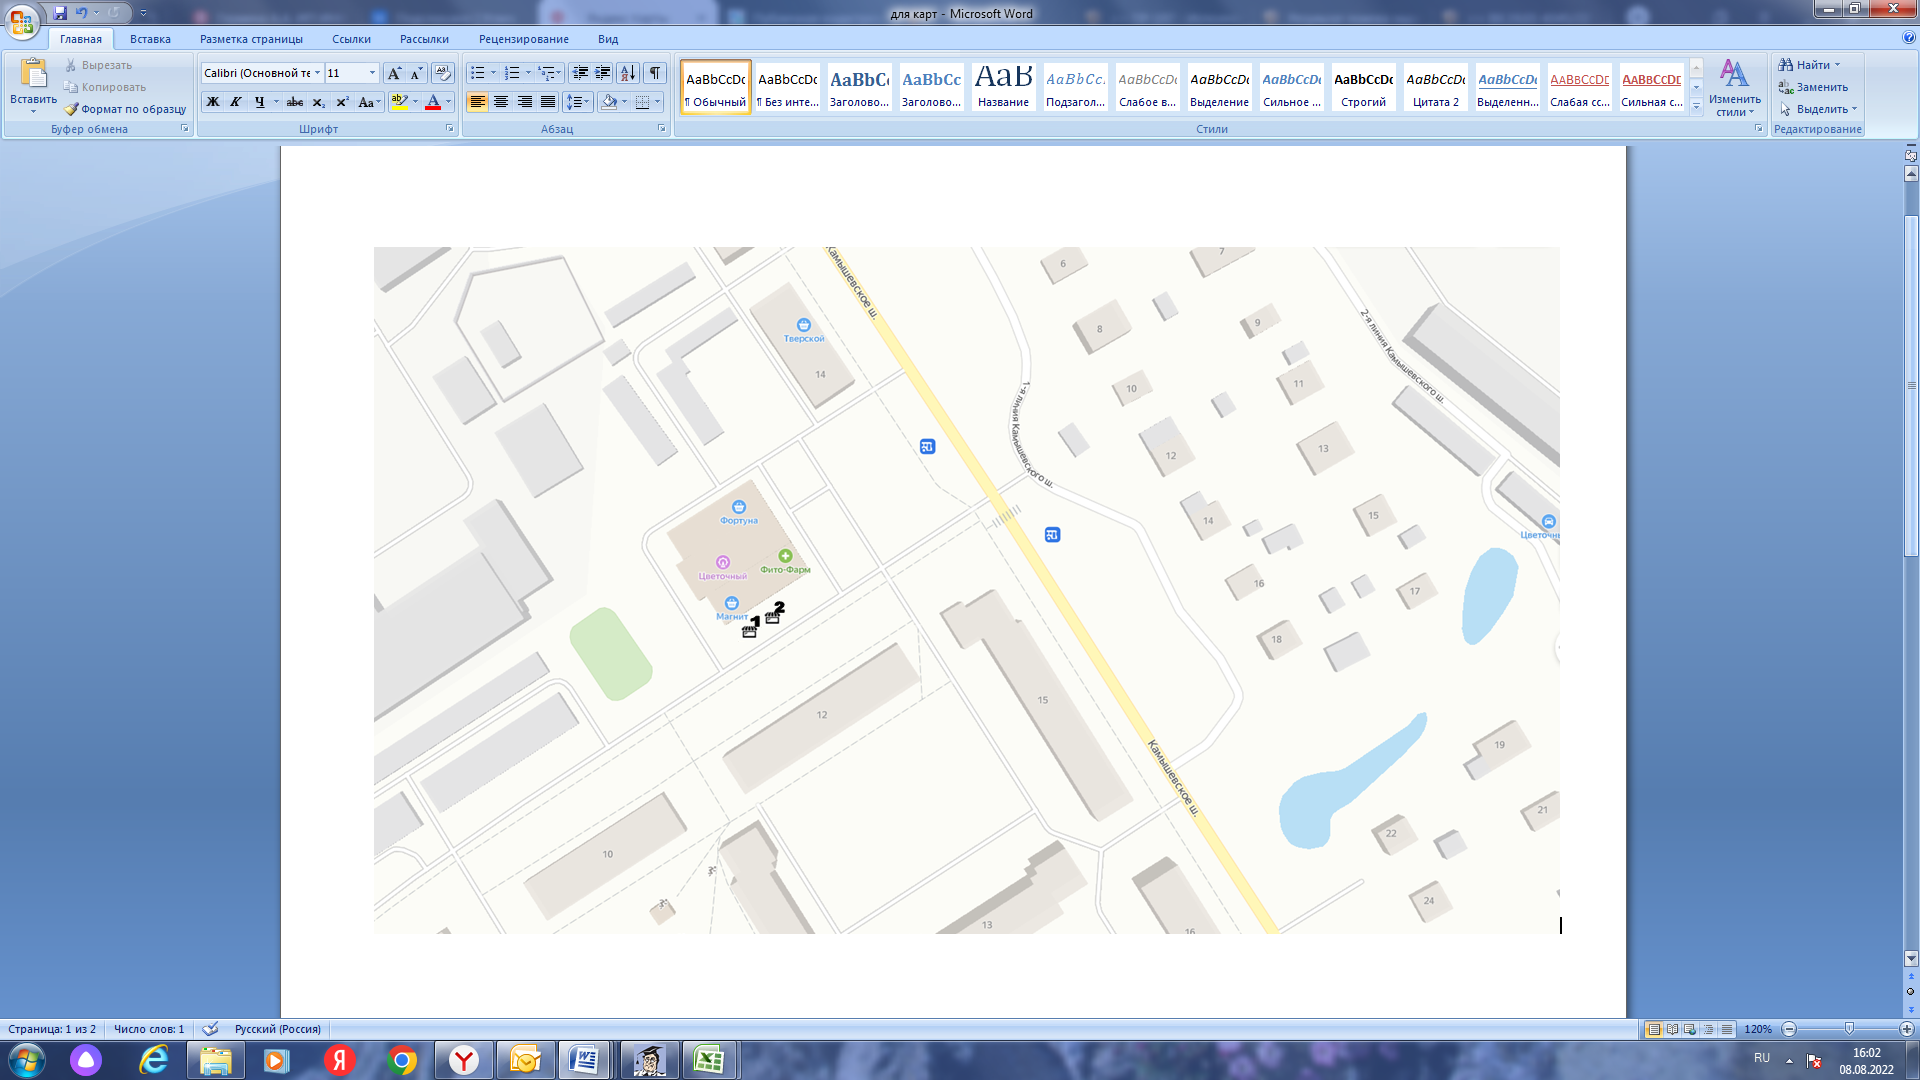 для карт - Microsoft Word
Главная Вставка Разметка страницы Ссылки Рассылки Рецензирование Вид
Вставить
Вырезать
Копировать
Формат по образцу
Буфер обмена
Calibri (Основной те 11
Ж К Ч abc x₂ x² Aa
Шрифт
Абзац
AaBbCcDc AaBbCcDc AaBbC AaBbCc AaB AaBbCc. AaBbCcDc AaBbCcDc AaBbCcDc AaBbCcDc AaBbCcDc AaBbCcDc AABBCCDE AABBCCDE
¶ Обычный ¶ Без инте... Заголово... Заголово... Название Подзагол... Слабое в... Выделение Сильное ... Строгий Цитата 2 Выделенн... Слабая сс... Сильная с...
Стили
Изменить
стили
Найти
Заменить
Выделить
Редактирование
Камышевское ш.
6
7
Тверской
14
8
9
2-я линия Камышевского ш.
10
11
1-я линия Камышевского ш.
12
13
Фортуна
14
15
Цветочн
Цветочный
Фито-Фарм
16
17
Магнит
1
2
18
15
12
Камышевское ш.
19
21
22
10
24
13
16
Страница: 1 из 2 Число слов: 1 Русский (Россия) 120%
RU
16:02
08.08.2022